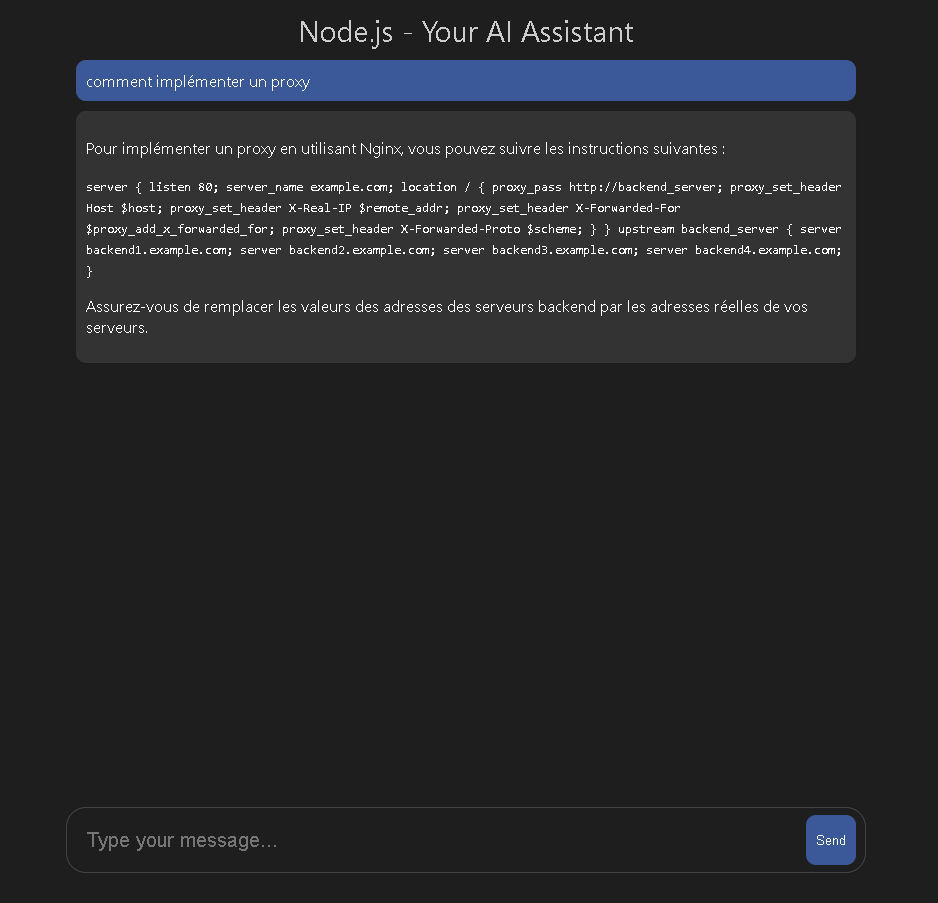 Node.js - Your AI Assistant
comment implémenter un proxy
Pour implémenter un proxy en utilisant Nginx, vous pouvez suivre les instructions suivantes :
server { listen 80; server_name example.com; location / { proxy_pass http://backend_server; proxy_set_header
Host $host; proxy_set_header X-Real-IP $remote_addr; proxy_set_header X-Forwarded-For
$proxy_add_x_forwarded_for; proxy_set_header X-Forwarded-Proto $scheme; } } upstream backend_server { server
backend1.example.com; server backend2.example.com; server backend3.example.com; server backend4.example.com;
}
Assurez-vous de remplacer les valeurs des adresses des serveurs backend par les adresses réelles de vos
serveurs.
Type your message...
Send